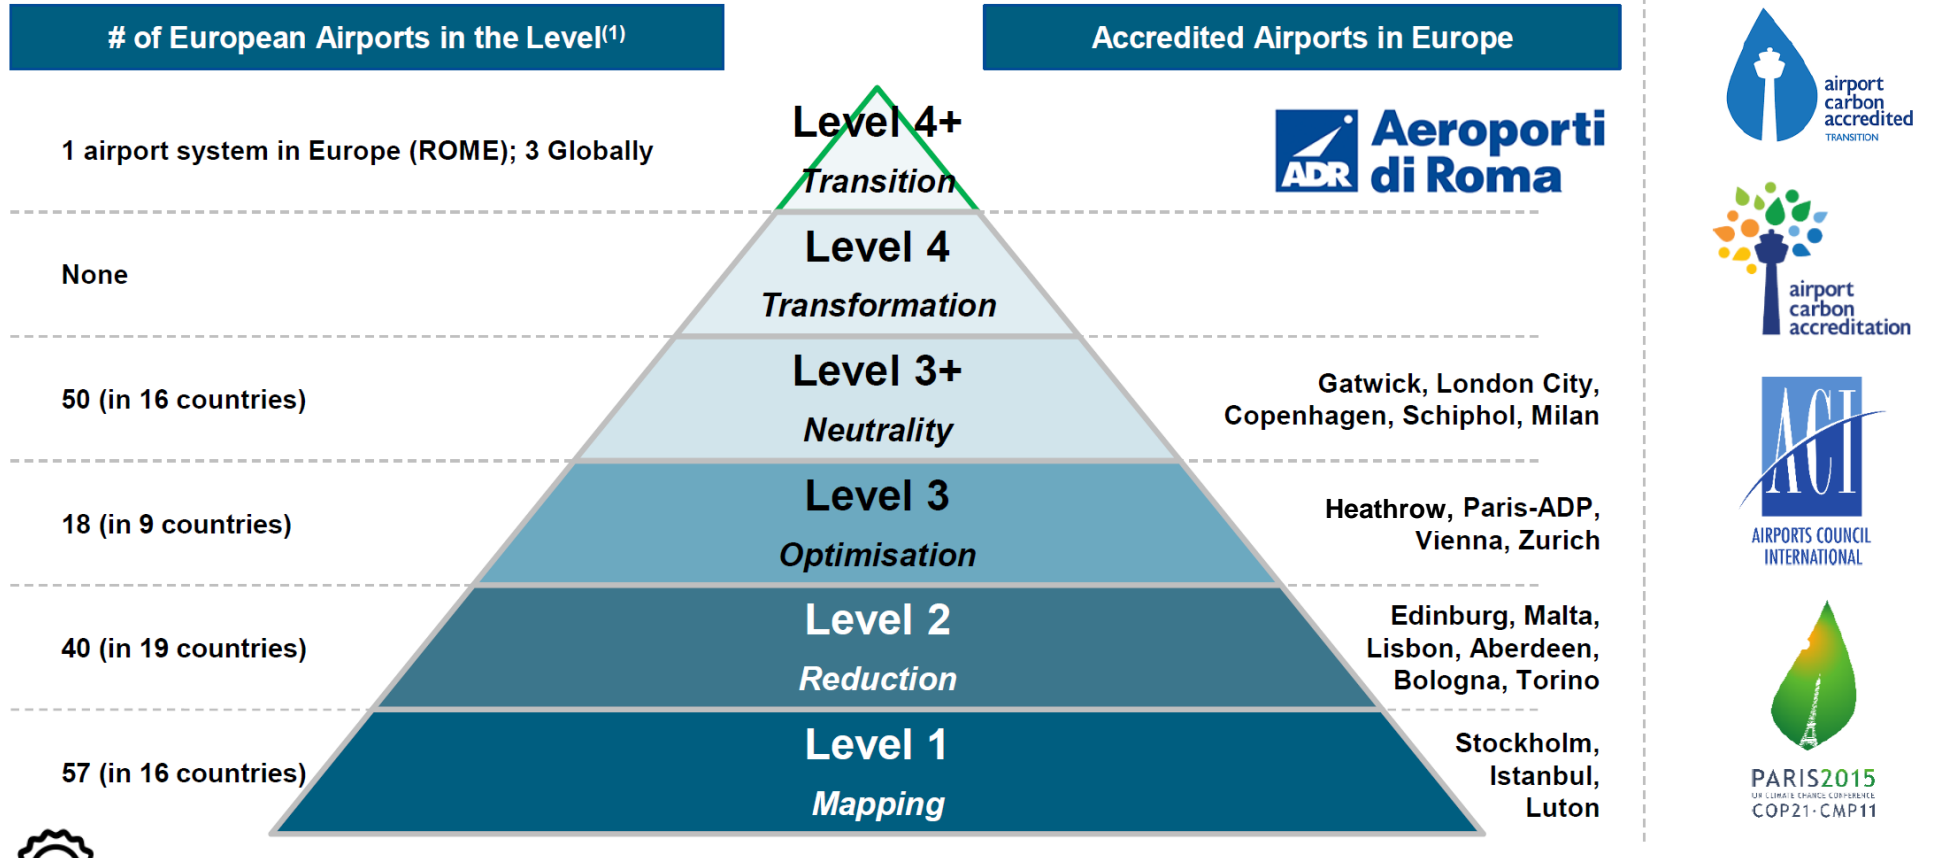 # of European Airports in the Level(1)
Accredited Airports in Europe
1 airport system in Europe (ROME); 3 Globally
Level 4+
Transition
ADR
Aeroporti
di Roma
None
Level 4
Transformation
50 (in 16 countries)
Level 3+
Neutrality
Gatwick, London City,
Copenhagen, Schiphol, Milan
18 (in 9 countries)
Level 3
Optimisation
Heathrow, Paris-ADP,
Vienna, Zurich
40 (in 19 countries)
Level 2
Reduction
Edinburg, Malta,
Lisbon, Aberdeen,
Bologna, Torino
57 (in 16 countries)
Level 1
Mapping
Stockholm,
Istanbul,
Luton
airport
carbon
accredited
TRANSITION
airport
carbon
accreditation
ACI
AIRPORTS COUNCIL
INTERNATIONAL
PARIS2015
UN CLIMATE CHANGE CONFERENCE
COP21·CMP11